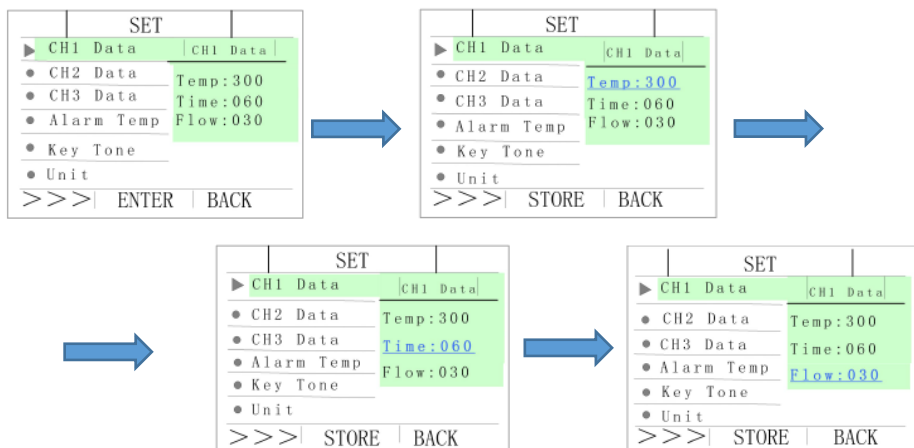 SET
CH1 Data
CH1 Data
CH2 Data
Temp:300
CH3 Data
Time:060
Alarm Temp
Flow:030
Key Tone
Unit
>>> ENTER BACK
SET
CH1 Data
CH1 Data
CH2 Data
Temp:300
CH3 Data
Time:060
Alarm Temp
Flow:030
Key Tone
Unit
>>> STORE BACK
SET
CH1 Data
CH1 Data
CH2 Data
Temp:300
CH3 Data
Time:060
Alarm Temp
Flow:030
Key Tone
Unit
>>> STORE BACK
SET
CH1 Data
CH1 Data
CH2 Data
Temp:300
CH3 Data
Time:060
Alarm Temp
Flow:030
Key Tone
Unit
>>> STORE BACK